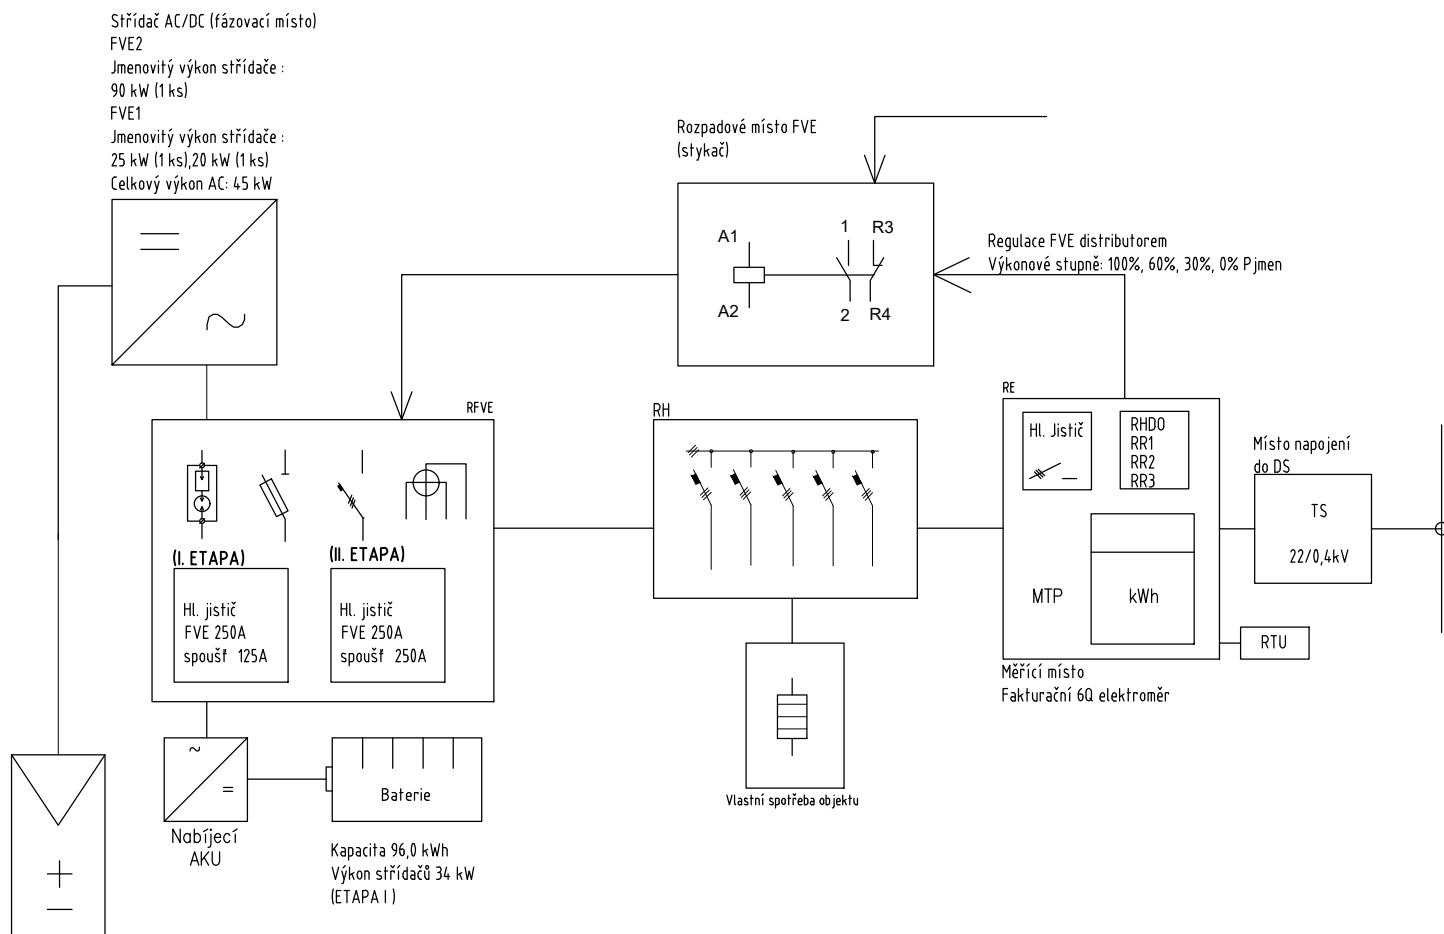 Střídač AC/DC (fázovací místo)
FVE2
Jmenovitý výkon střídače :
90 kW (1 ks)
FVE1
Jmenovitý výkon střídače :
25 kW (1 ks),20 kW (1 ks)
Celkový výkon AC: 45 kW
Rozpadové místo FVE
(stykač)
A1
1
R3
A2
2
R4
Regulace FVE distributorem
Výkonové stupně: 100%, 60%, 30%, 0% Pjmen
RFVE
(I. ETAPA)
Hl. jistič
FVE 250A
spoušť 125A
(II. ETAPA)
Hl. jistič
FVE 250A
spoušť 250A
RH
RE
Hl. Jistič
RHDO
RR1
RR2
RR3
MTP
kWh
Místo napojení
do DS
TS
22/0,4kV
RTU
Měřící místo
Fakturační 6Q elektroměr
Vlastní spotřeba objektu
~
=
Nabíjecí
AKU
Baterie
Kapacita 96,0 kWh
Výkon střídačů 34 kW
(ETAPA I )
+
–